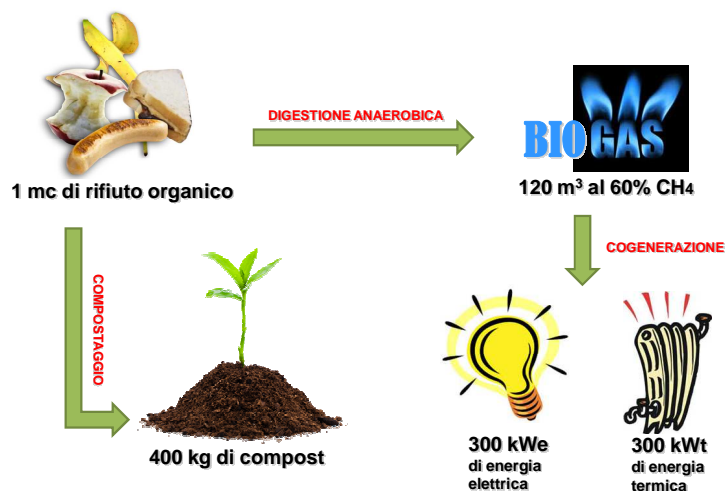 DIGESTIONE ANAEROBICA
BIOGAS
1 mc di rifiuto organico
120 m³ al 60% CH4
COGENERAZIONE
COMPOSTAGGIO
400 kg di compost
300 kWe
di energia
elettrica
300 kWt
di energia
termica